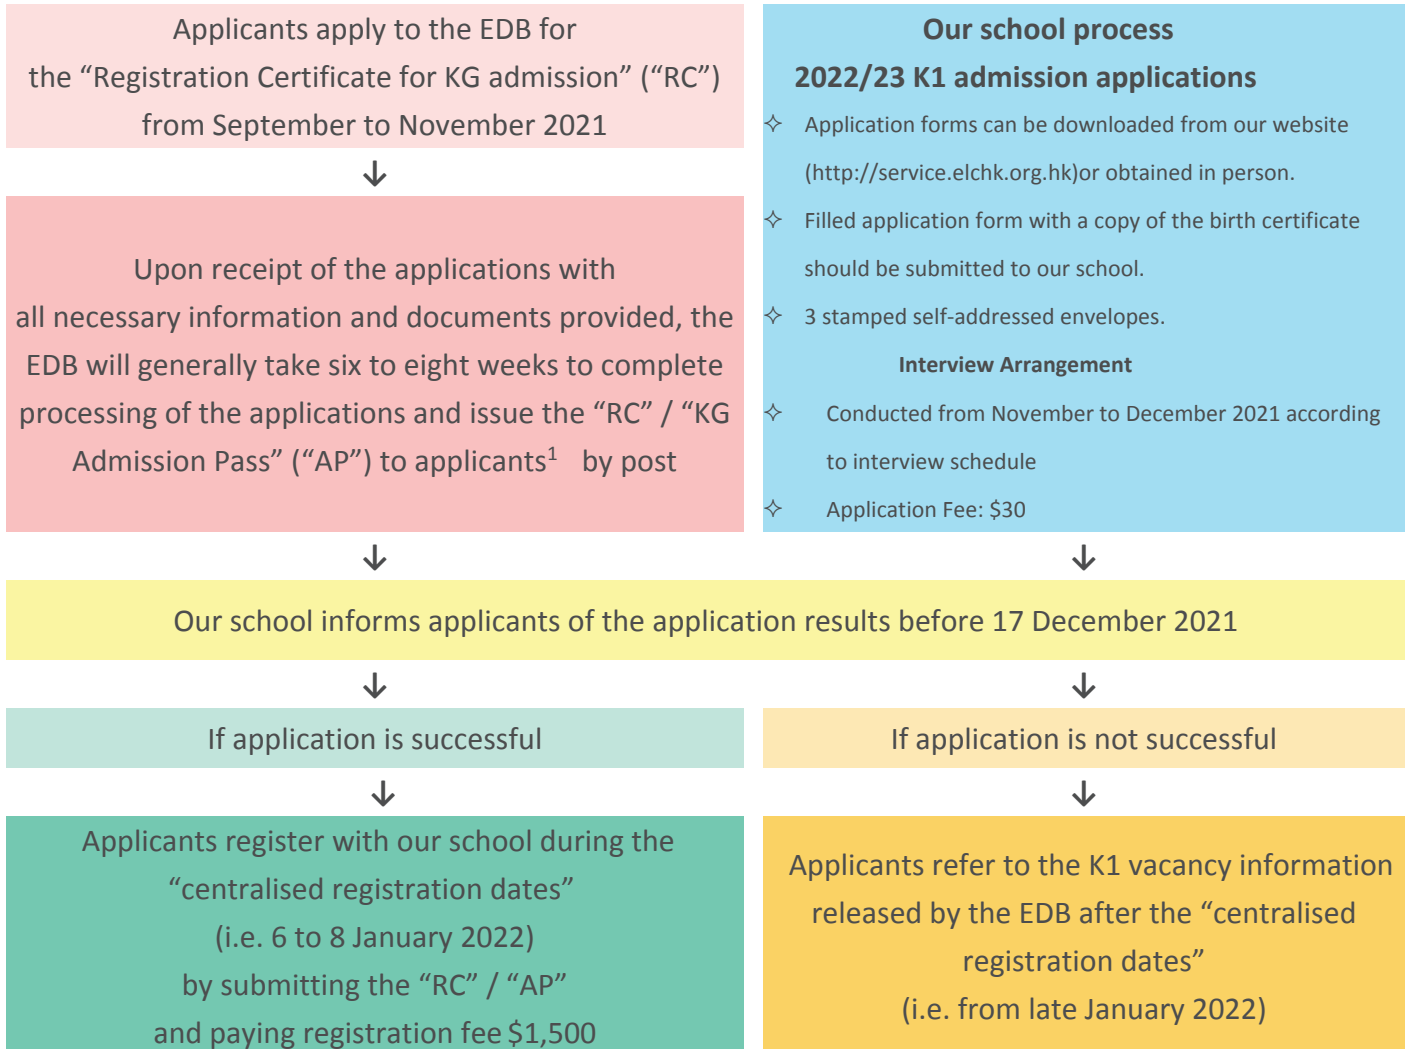 Applicants apply to the EDB for
the “Registration Certificate for KG admission” (“RC”)
from September to November 2021
↓
Upon receipt of the applications with
all necessary information and documents provided, the
EDB will generally take six to eight weeks to complete
processing of the applications and issue the “RC” / “KG
Admission Pass” (“AP”) to applicants¹ by post
Our school process
2022/23 K1 admission applications
✧ Application forms can be downloaded from our website
(http://service.elchk.org.hk)or obtained in person.
✧ Filled application form with a copy of the birth certificate
should be submitted to our school.
✧ 3 stamped self-addressed envelopes.
Interview Arrangement
✧ Conducted from November to December 2021 according
to interview schedule
✧ Application Fee: $30
↓ ↓
Our school informs applicants of the application results before 17 December 2021
↓ ↓
If application is successful
↓
Applicants register with our school during the
“centralised registration dates”
(i.e. 6 to 8 January 2022)
by submitting the “RC” / “AP”
and paying registration fee $1,500
If application is not successful
↓
Applicants refer to the K1 vacancy information
released by the EDB after the “centralised
registration dates”
(i.e. from late January 2022)